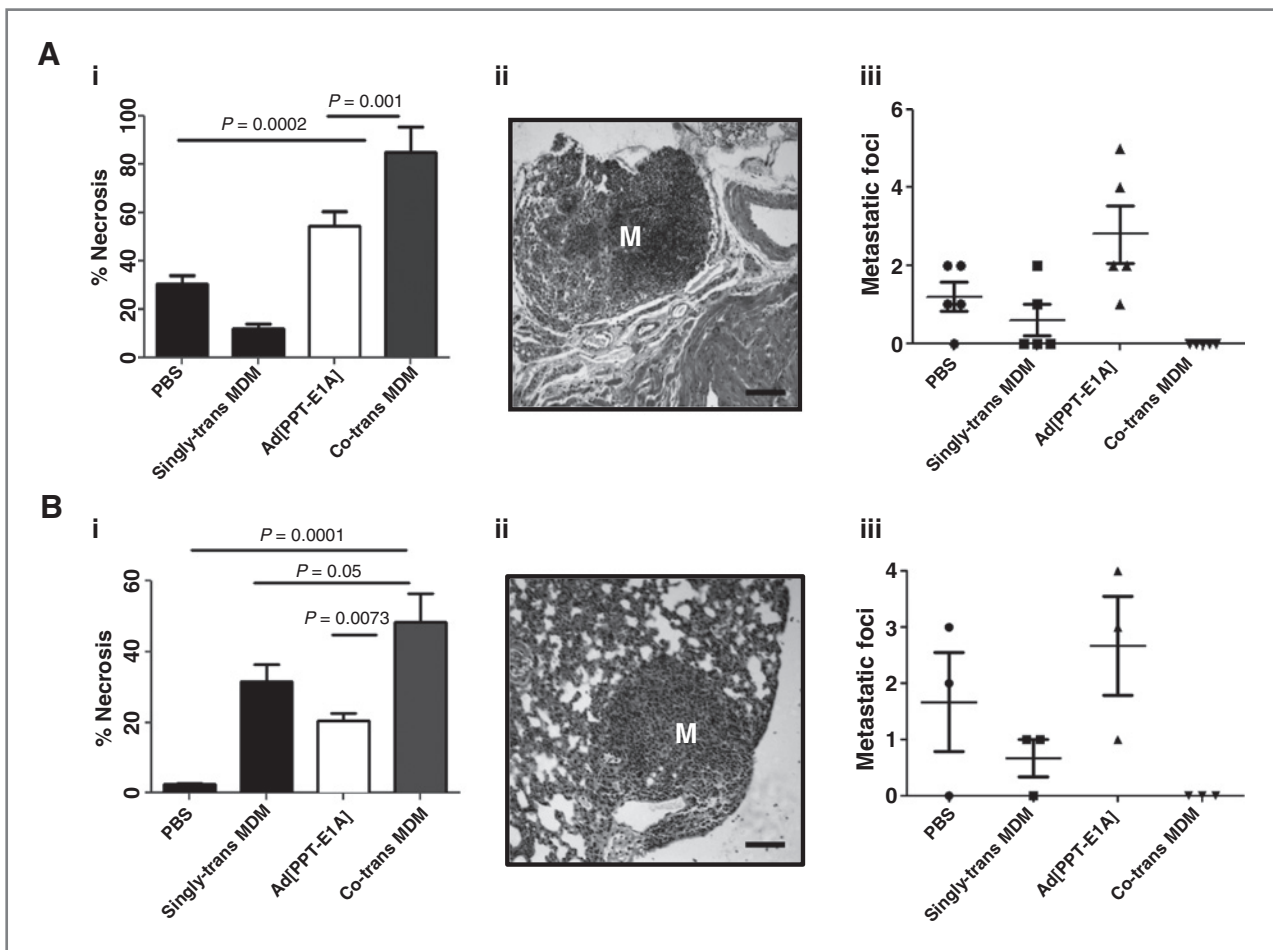 A
i
ii
iii
P = 0.001
P = 0.0002
% Necrosis
100
80
60
40
20
0
PBS
Singly-trans MDM
Ad[PPT-E1A]
Co-trans MDM
M
Metastatic foci
6
4
2
0
PBS
Singly-trans MDM
Ad[PPT-E1A]
Co-trans MDM
B
i
ii
iii
P = 0.0001
P = 0.05
P = 0.0073
% Necrosis
60
40
20
0
PBS
Singly-trans MDM
Ad[PPT-E1A]
Co-trans MDM
M
Metastatic foci
4
3
2
1
0
PBS
Singly-trans MDM
Ad[PPT-E1A]
Co-trans MDM